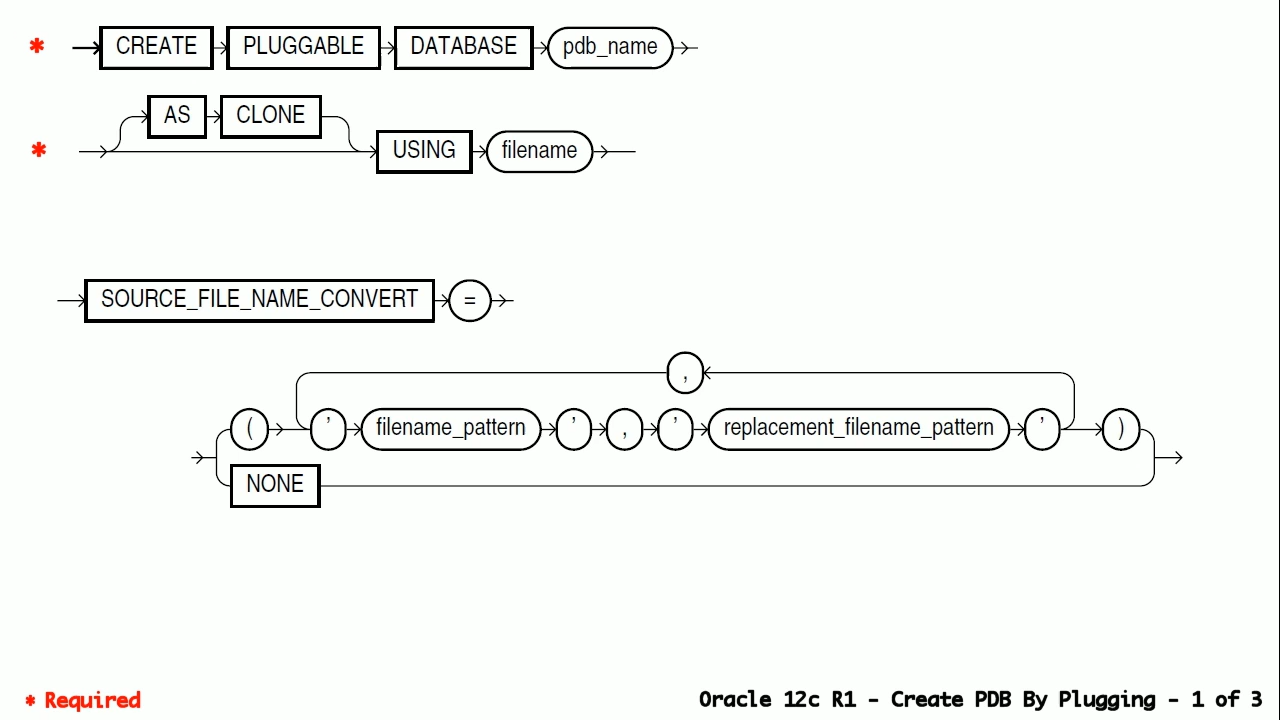 * CREATE PLUGGABLE DATABASE pdb_name
AS CLONE
* USING filename
SOURCE_FILE_NAME_CONVERT =
,
( ' filename_pattern ' , ' replacement_filename_pattern ' )
NONE
* Required
Oracle 12c R1 - Create PDB By Plugging - 1 of 3